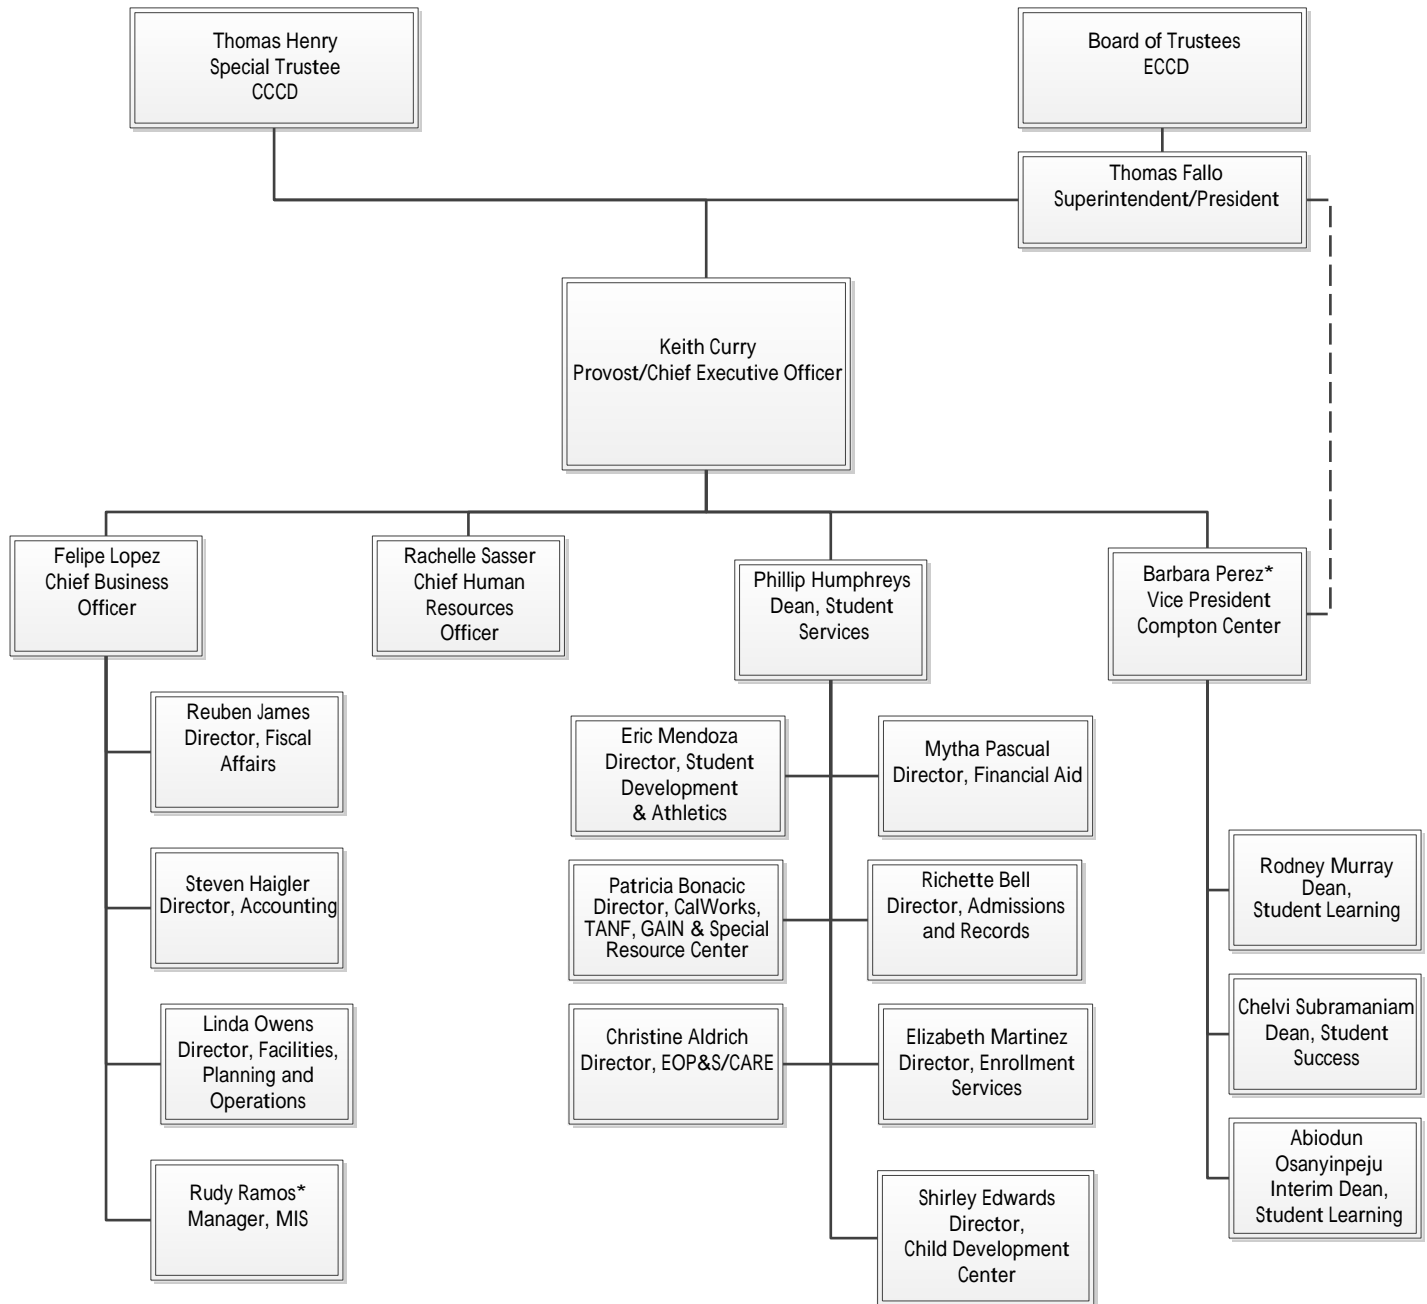 Thomas Henry
Special Trustee
CCCD
Board of Trustees
ECCD
Thomas Fallo
Superintendent/President
Keith Curry
Provost/Chief Executive Officer
Felipe Lopez
Chief Business
Officer
Rachelle Sasser
Chief Human
Resources
Officer
Phillip Humphreys
Dean, Student
Services
Barbara Perez*
Vice President
Compton Center
Reuben James
Director, Fiscal
Affairs
Steven Haigler
Director, Accounting
Linda Owens
Director, Facilities,
Planning and
Operations
Rudy Ramos*
Manager, MIS
Eric Mendoza
Director, Student
Development
& Athletics
Mytha Pascual
Director, Financial Aid
Patricia Bonacic
Director, CalWorks,
TANF, GAIN & Special
Resource Center
Richette Bell
Director, Admissions
and Records
Christine Aldrich
Director, EOP&S/CARE
Elizabeth Martinez
Director, Enrollment
Services
Shirley Edwards
Director,
Child Development
Center
Rodney Murray
Dean,
Student Learning
Chelvi Subramaniam
Dean, Student
Success
Abiodun
Osanyinpeju
Interim Dean,
Student Learning